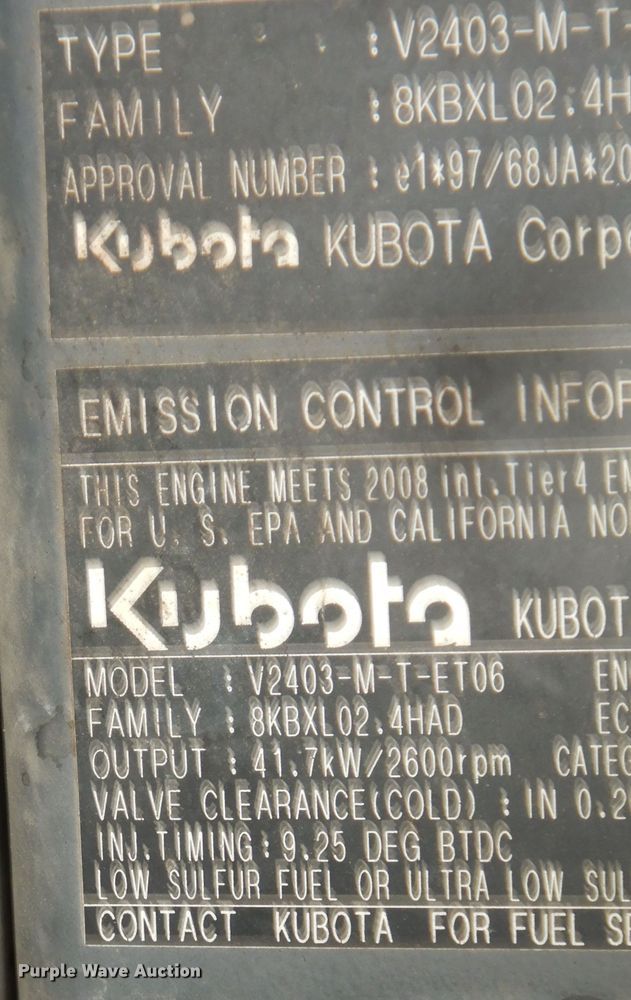 TYPE : V2403-M-T-
FAMILY : 8KBXL02.4H
APPROVAL NUMBER : e1*97/68JA*20
Kubota KUBOTA Corpo
EMISSION CONTROL INFOR
THIS ENGINE MEETS 2008 int.Tier4 EM
FOR U. S. EPA AND CALIFORNIA NO
Kubota KUBOT
MODEL : V2403-M-T-ET06 EN
FAMILY : 8KBXL02.4HAD EC
OUTPUT : 41.7kW/2600rpm CATEG
VALVE CLEARANCE(COLD) : IN 0.2
INJ.TIMING : 9.25 DEG BTDC
LOW SULFUR FUEL OR ULTRA LOW SUL
CONTACT KUBOTA FOR FUEL SE
Purple Wave Auction